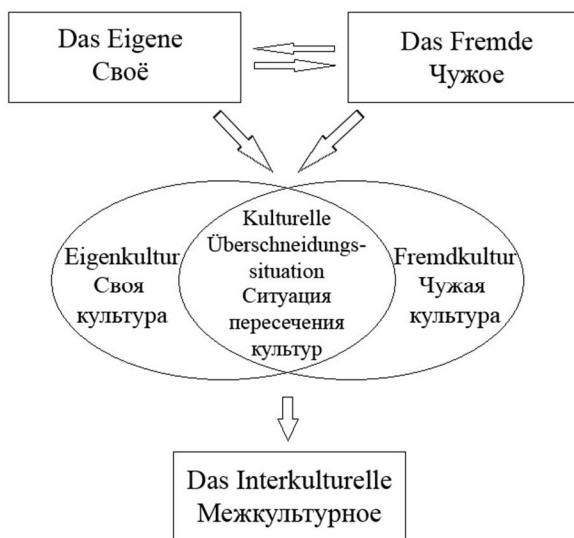 Das Eigene
Своё
Das Fremde
Чужое
Eigenkultur
Своя
культура
Kulturelle
Überschneidungs-
situation
Ситуация
пересечения
культур
Fremdkultur
Чужая
культура
Das Interkulturelle
Межкультурное